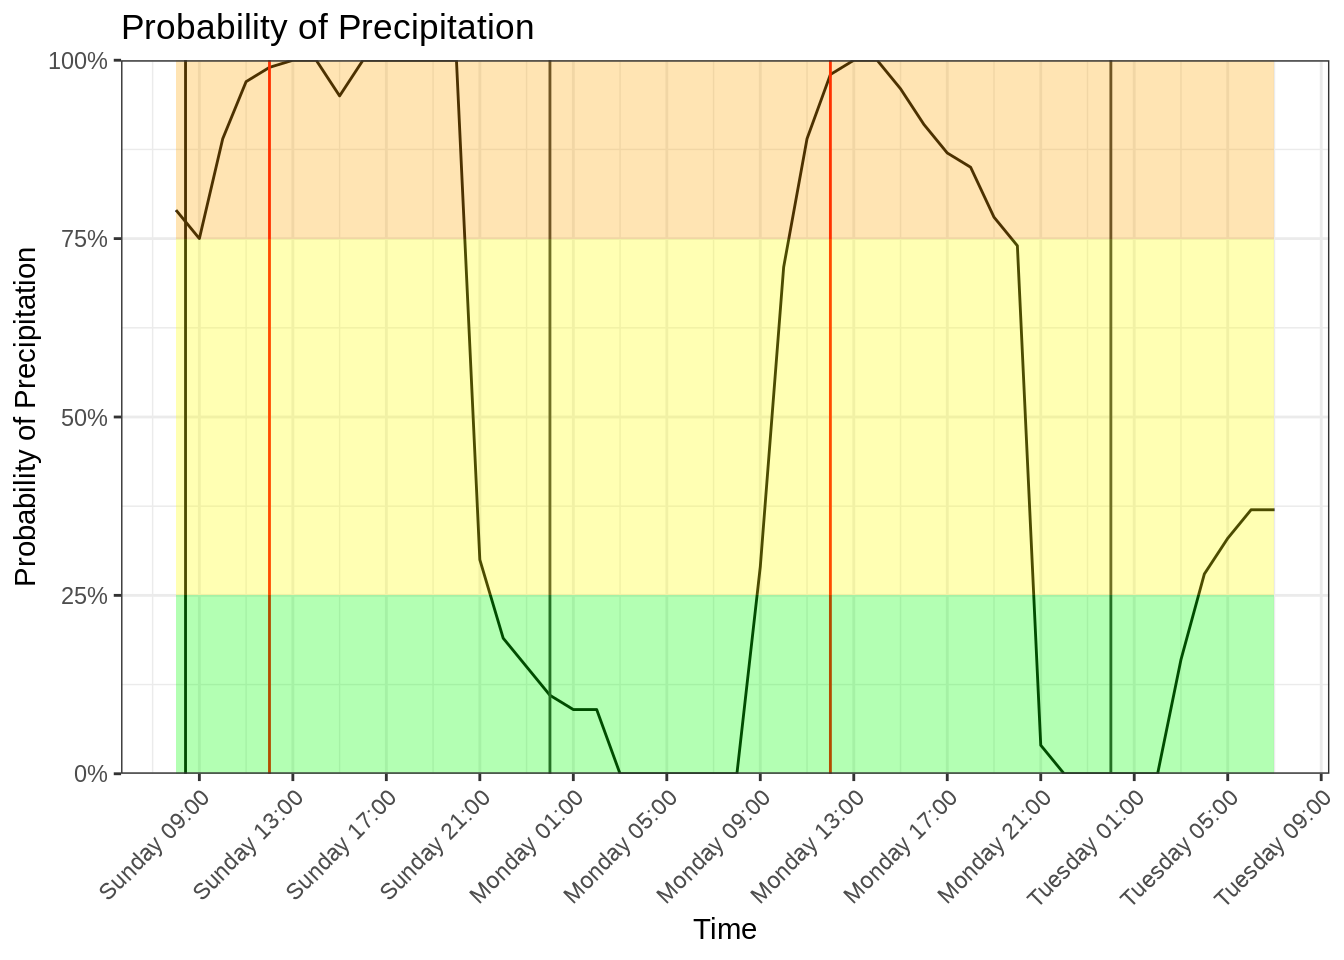 Probability of Precipitation
Probability of Precipitation
100%
75%
50%
25%
0%
Sunday 09:00
Sunday 13:00
Sunday 17:00
Sunday 21:00
Monday 01:00
Monday 05:00
Monday 09:00
Monday 13:00
Monday 17:00
Monday 21:00
Tuesday 01:00
Tuesday 05:00
Tuesday 09:00
Time